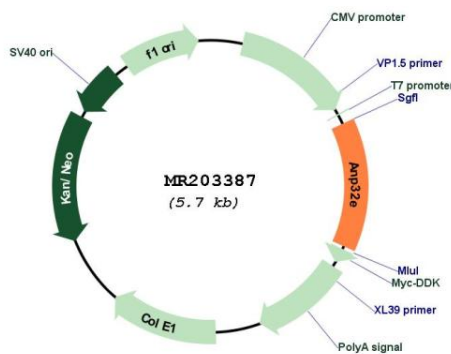 CMV promoter
SV40 ori
f1 ori
VP1.5 primer
T7 promoter
SgfI
Kan/ Neo
MR203387
(5.7 kb)
Anp32e
MluI
Myc-DDK
XL39 primer
Col E1
PolyA signal